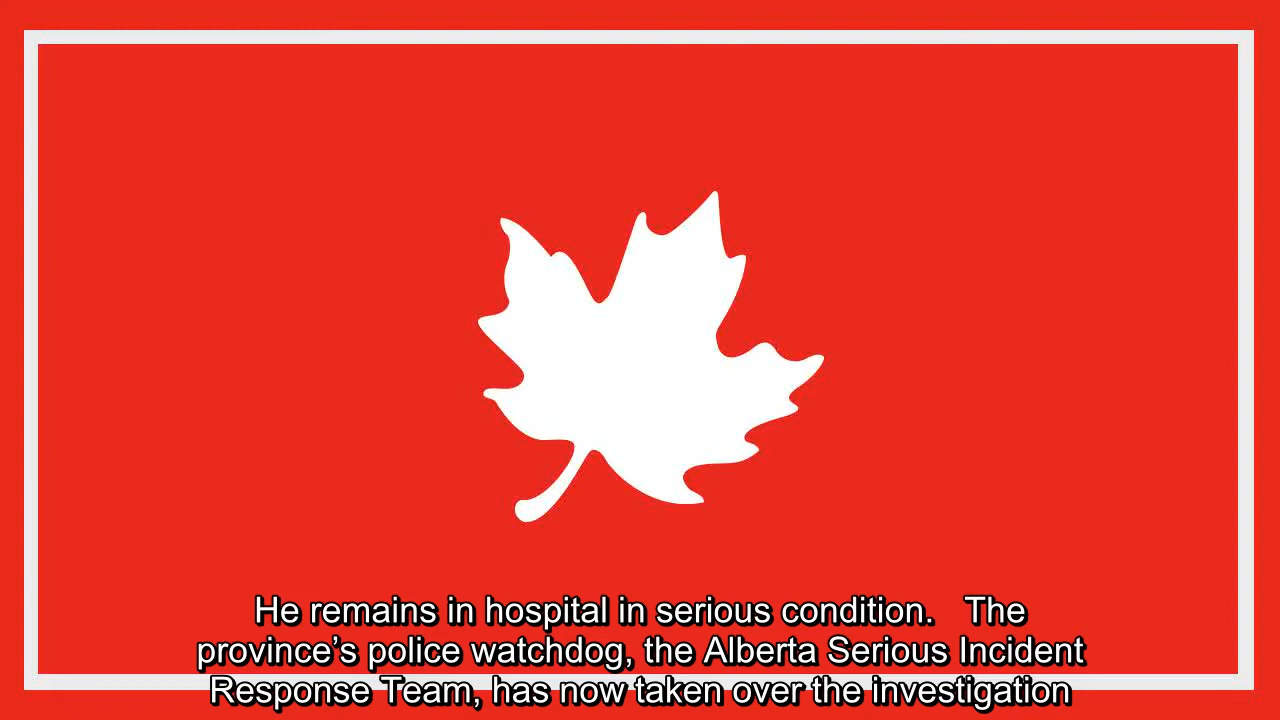 He remains in hospital in serious condition.   The
province’s police watchdog, the Alberta Serious Incident
Response Team, has now taken over the investigation